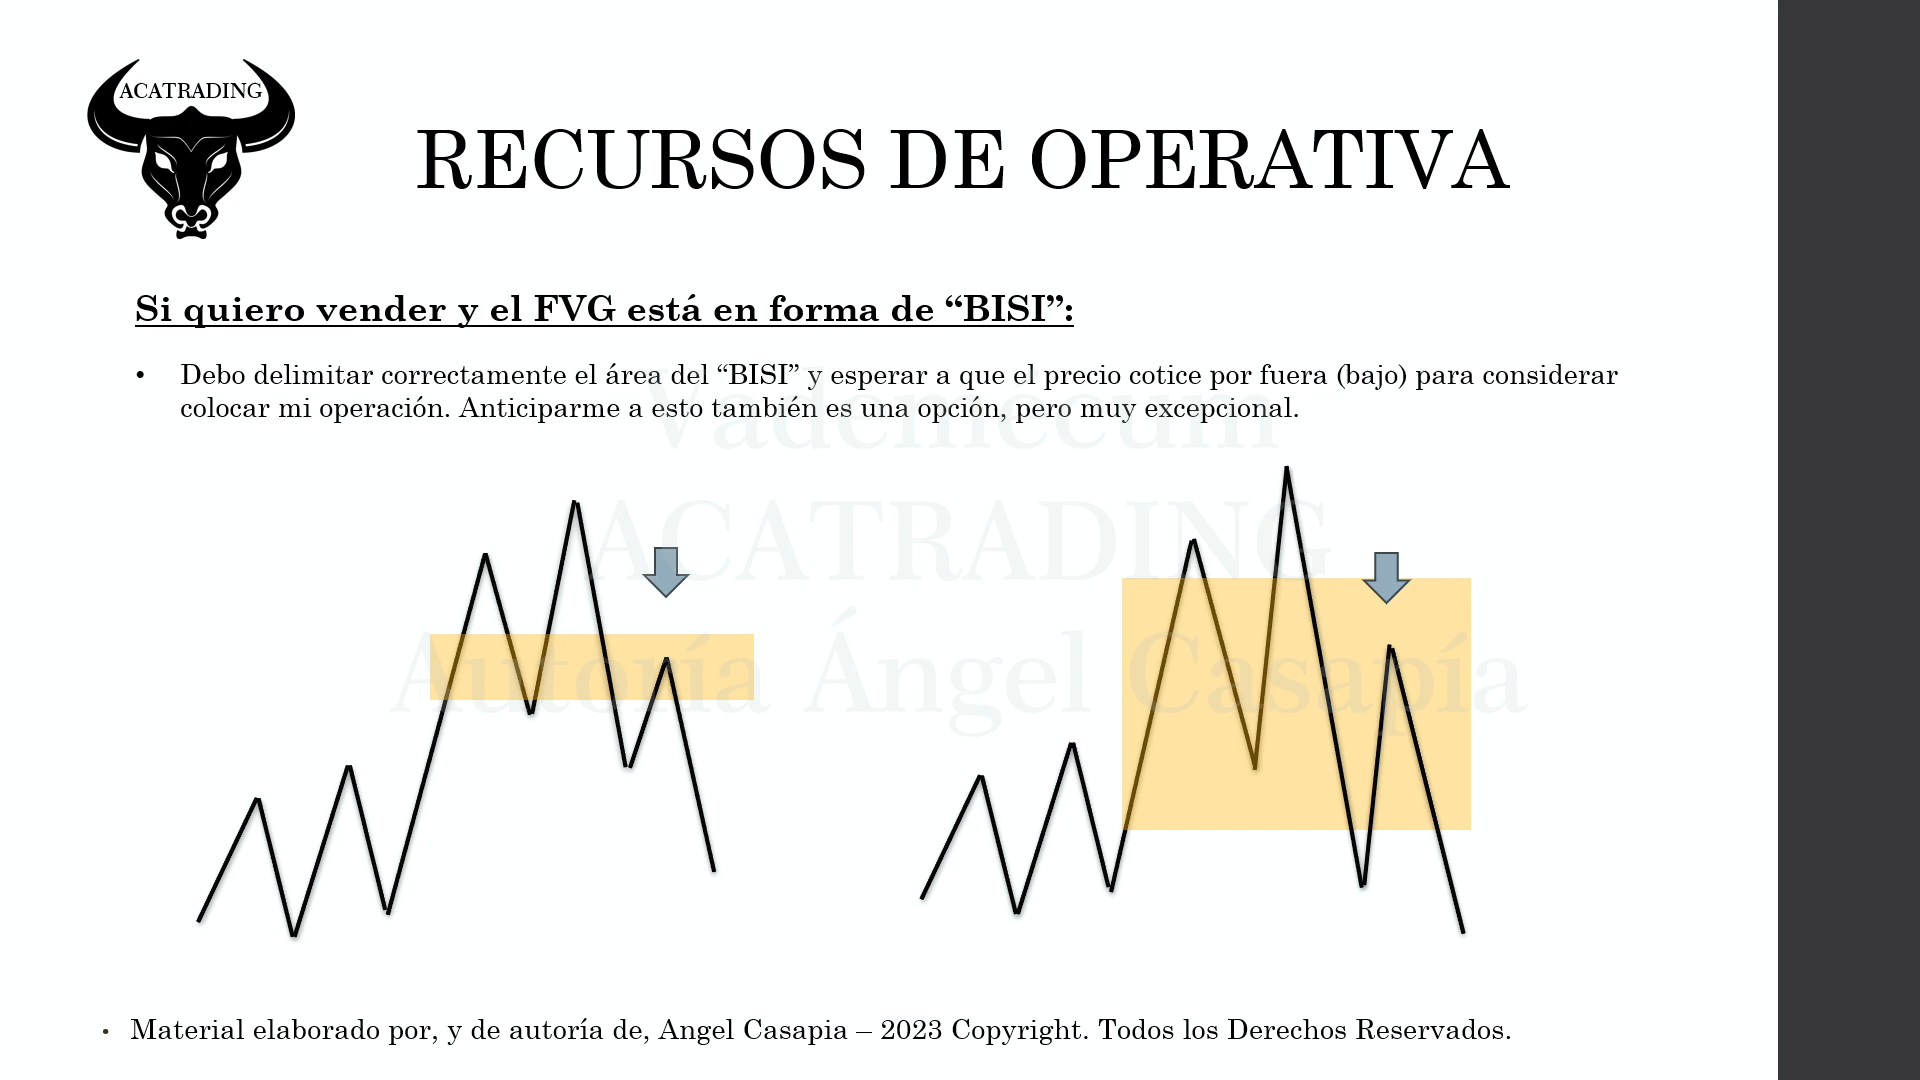 ACATRADING
RECURSOS DE OPERATIVA
Si quiero vender y el FVG está en forma de “BISI”:
• Debo delimitar correctamente el área del “BISI” y esperar a que el precio cotice por fuera (bajo) para considerar
colocar mi operación. Anticiparme a esto también es una opción, pero muy excepcional.
Vademecum
ACATRADING
Autoría Ángel Casapía
• Material elaborado por, y de autoría de, Angel Casapia – 2023 Copyright. Todos los Derechos Reservados.